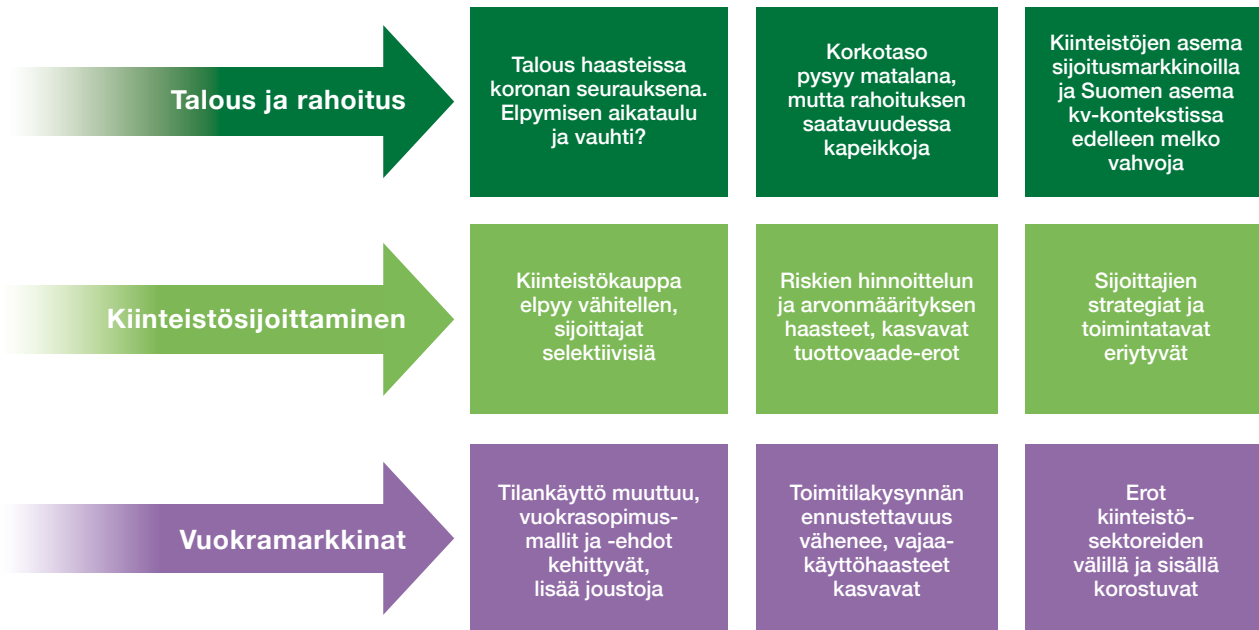 Talous ja rahoitus
Talous haasteissa
koronan seurauksena.
Elpymisen aikataulu
ja vauhti?
Korkotaso
pysyy matalana,
mutta rahoituksen
saatavuudessa
kapeikkoja
Kiinteistöjen asema
sijoitusmarkkinoilla
ja Suomen asema
kv-kontekstissa
edelleen melko
vahvoja
Kiinteistösijoittaminen
Kiinteistökauppa
elpyy vähitellen,
sijoittajat
selektiivisiä
Riskien hinnoittelun
ja arvonmäärityksen
haasteet, kasvavat
tuottovaade-erot
Sijoittajien
strategiat ja
toimintatavat
eriytyvät
Vuokramarkkinat
Tilankäyttö muuttuu,
vuokrasopimus-
mallit ja -ehdot
kehittyvät,
lisää joustoja
Toimitilakysynnän
ennustettavuus
vähenee, vajaa-
käyttöhaasteet
kasvavat
Erot
kiinteistö-
sektoreiden
välillä ja sisällä
korostuvat